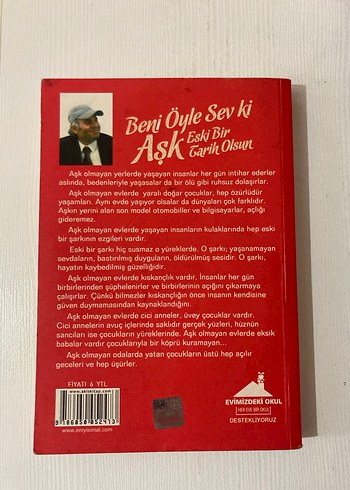 Beni Öyle Sev ki
Aşk Eski Bir
Tarih Olsun
Aşk olmayan yerlerde yaşayan insanlar her gün intihar ederler
aslında, bedenleriyle yaşasalar da bir ölü gibi ruhsuz dolaşırlar.
Aşk olmayan evlerde yaralı doğar çocuklar, hep özürlüdür
yaşamları. Aynı evde yaşıyor olsalar da dünyaları çok farklıdır.
Aşkın yerini alan son model otomobiller ve bilgisayarlar, açlığı
gideremez.
Aşk olmayan evlerde yaşayan insanların kulaklarında hep eski
bir şarkının ezgileri vardır.
Eski bir şarkı hiç susmaz o yüreklerde. O şarkı; yaşanamayan
sevdaların, bastırılmış duyguların, öldürülmüş sesidir. O şarkı,
hayatın kaybedilmiş güzelliğidir.
Aşk olmayan evlerde kıskançlık vardır. İnsanlar her gün
birbirlerinden şüphelenirler ve birbirlerinin açığını çıkarmaya
çalışırlar. Çünkü bilmezler kıskançlığın önce insanın kendisine
güven duymamasından kaynaklandığını.
Aşk olmayan evlerde cici anneler, üvey çocuklar vardır.
Cici annelerin avuç içlerinde saklıdır gerçek yüzleri, hüznün
sancıları ise çocukların yüreklerinde. Aşk olmayan evlerde eksik
babalar vardır çocuklarıyla bir köprü kuramayan...
Aşk olmayan odalarda yatan çocukların üstü hep açılır
geceleri ve hep üşürler.
FİYATI 6 YTL
www.akiskitap.com
9786050052473
www.eniyisinial.com
EVİMİZDEKİ OKUL
HER EVE BİR OKUL
DESTEKLİYORUZ